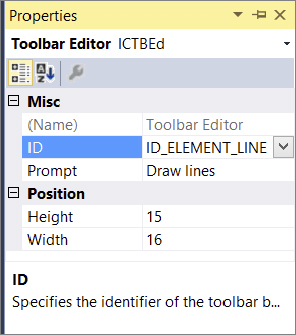 Properties
Toolbar Editor ICTBEd
Misc
(Name) Toolbar Editor
ID ID_ELEMENT_LINE
Prompt Draw lines
Position
Height 15
Width 16
ID
Specifies the identifier of the toolbar b...